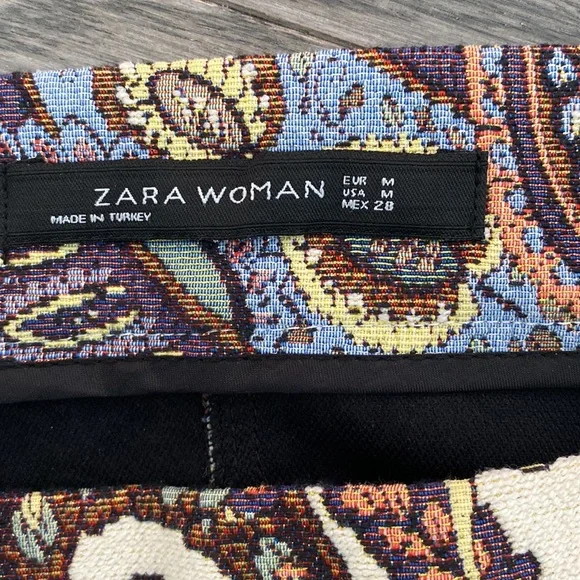 ZARA WOMAN
MADE IN TURKEY
EUR M
USA M
MEX 28